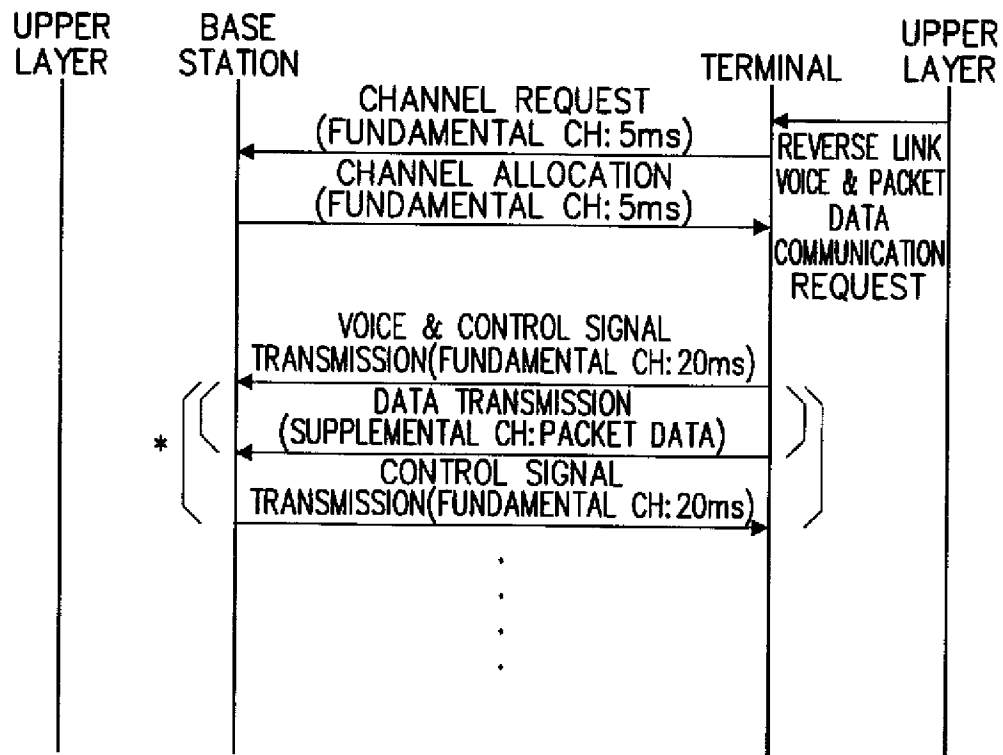 UPPER
LAYER
BASE
STATION
TERMINAL
UPPER
LAYER
CHANNEL REQUEST
(FUNDAMENTAL CH: 5ms)
CHANNEL ALLOCATION
(FUNDAMENTAL CH: 5ms)
REVERSE LINK
VOICE & PACKET
DATA
COMMUNICATION
REQUEST
VOICE & CONTROL SIGNAL
TRANSMISSION(FUNDAMENTAL CH: 20ms)
DATA TRANSMISSION
(SUPPLEMENTAL CH: PACKET DATA)
*
CONTROL SIGNAL
TRANSMISSION(FUNDAMENTAL CH: 20ms)